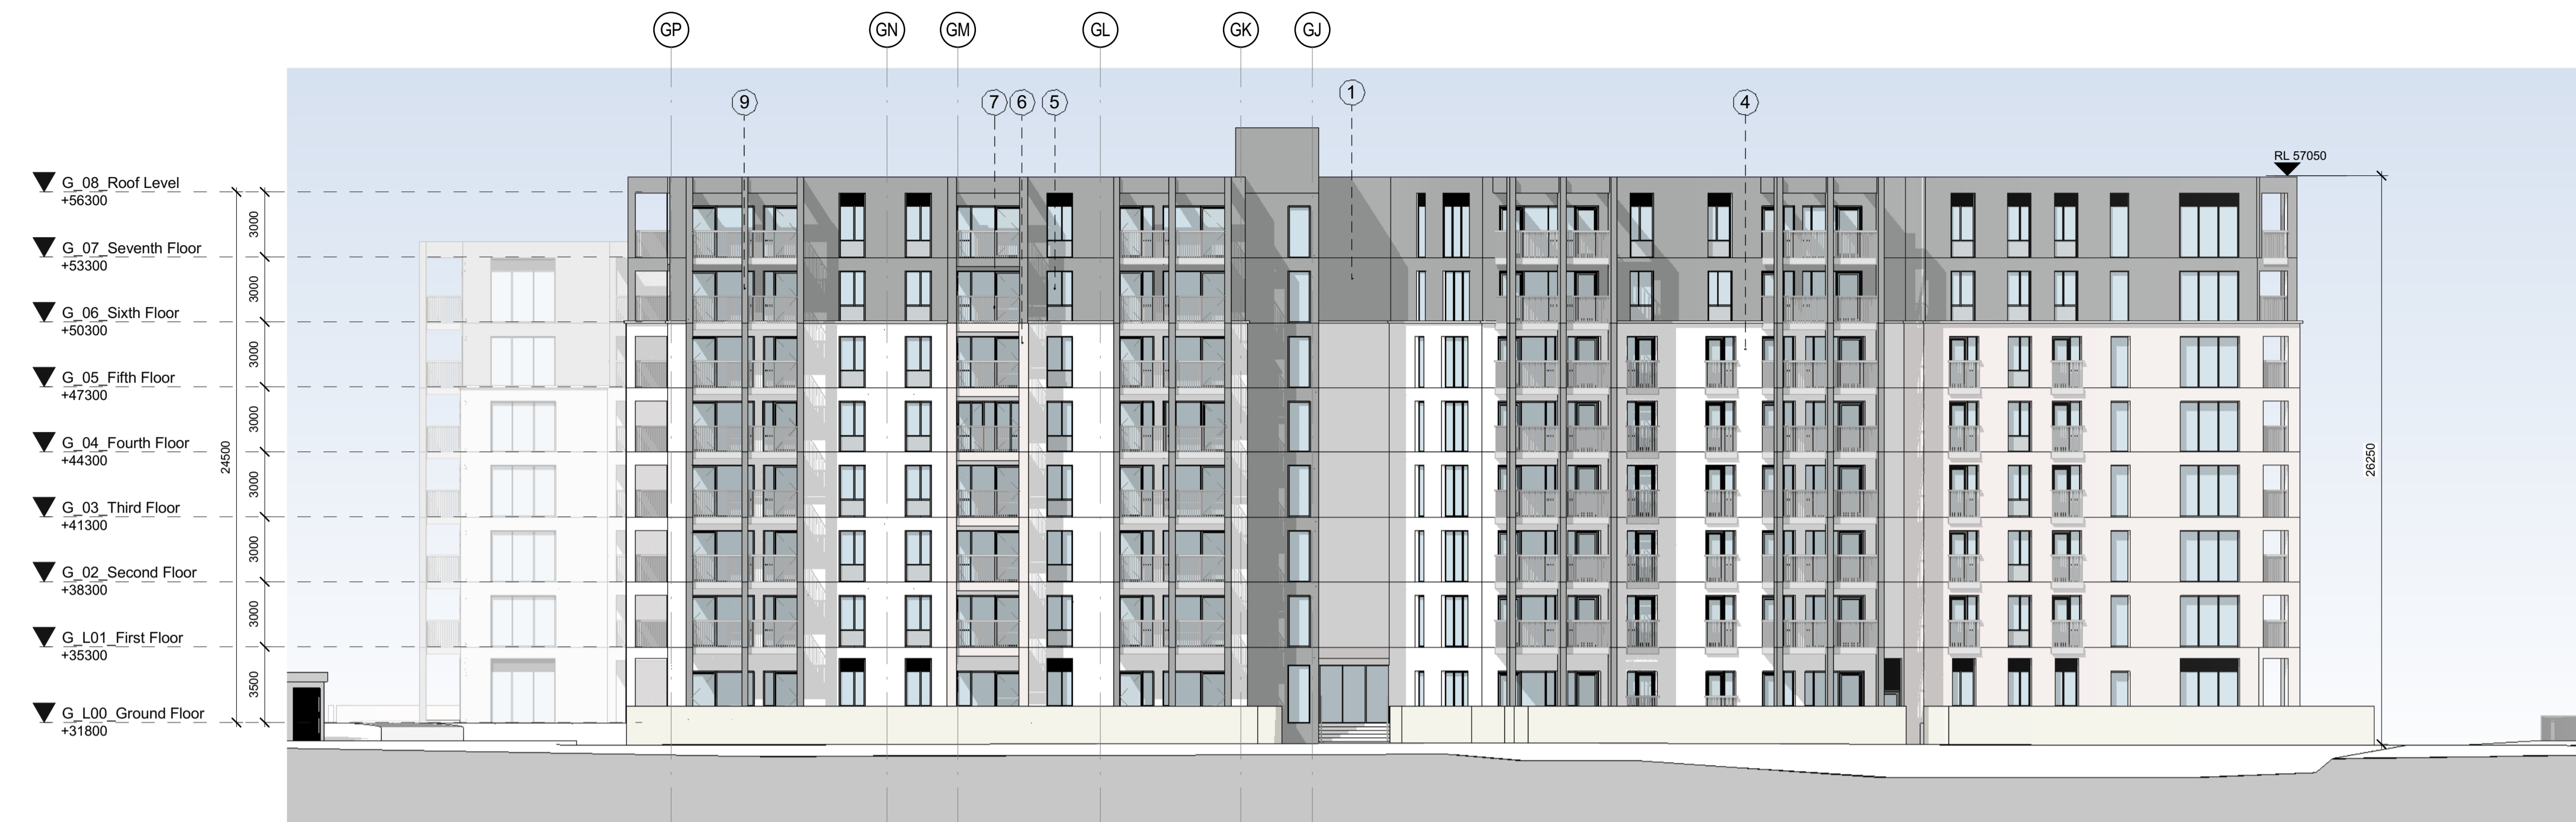 GP
GN
GM
GL
GK
GJ
9
7
6
5
1
4
RL 57050
G_08_Roof Level
+56300
3000
G_07_Seventh Floor
+53300
3000
G_06_Sixth Floor
+50300
3000
G_05_Fifth Floor
+47300
3000
G_04_Fourth Floor
+44300
24500
26250
3000
G_03_Third Floor
+41300
3000
G_02_Second Floor
+38300
3000
G_L01_First Floor
+35300
3500
G_L00_Ground Floor
+31800